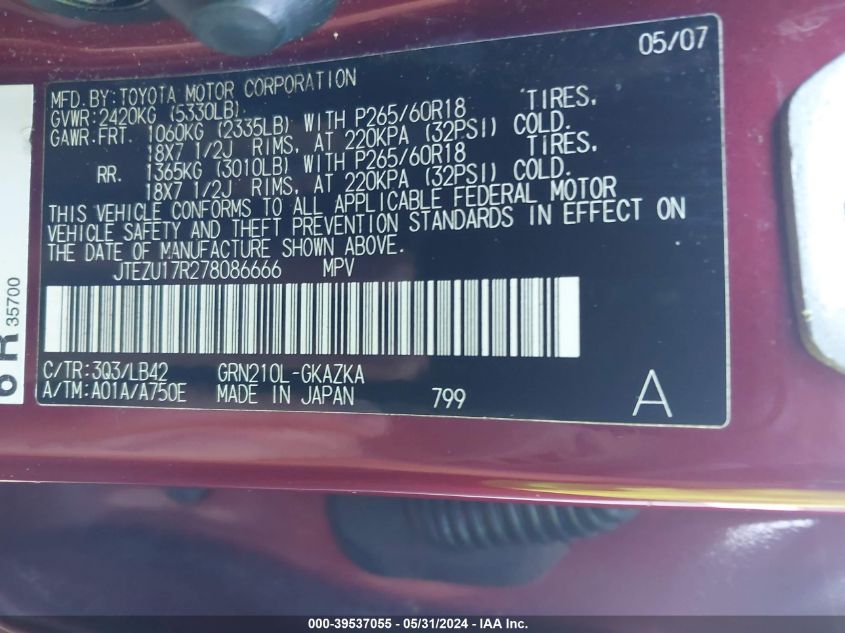 05/07
MFD.BY:TOYOTA MOTOR CORPORATION
GVWR:2420KG (5330LB)
GAWR:FRT. 1060KG (2335LB) WITH P265/60R18 TIRES,
18X7 1/2J RIMS, AT 220KPA (32PSI) COLD.
RR. 1365KG (3010LB) WITH P265/60R18 TIRES,
18X7 1/2J RIMS, AT 220KPA (32PSI) COLD.
THIS VEHICLE CONFORMS TO ALL APPLICABLE FEDERAL MOTOR
VEHICLE SAFETY AND THEFT PREVENTION STANDARDS IN EFFECT ON
THE DATE OF MANUFACTURE SHOWN ABOVE.
JTEZU17R278086666 MPV
C/TR:3Q3/LB42 GRN210L-GKAZKA
A/TM:A01A/A750E MADE IN JAPAN 799 A
35700
000-39537055 - 05/31/2024 - IAA Inc.